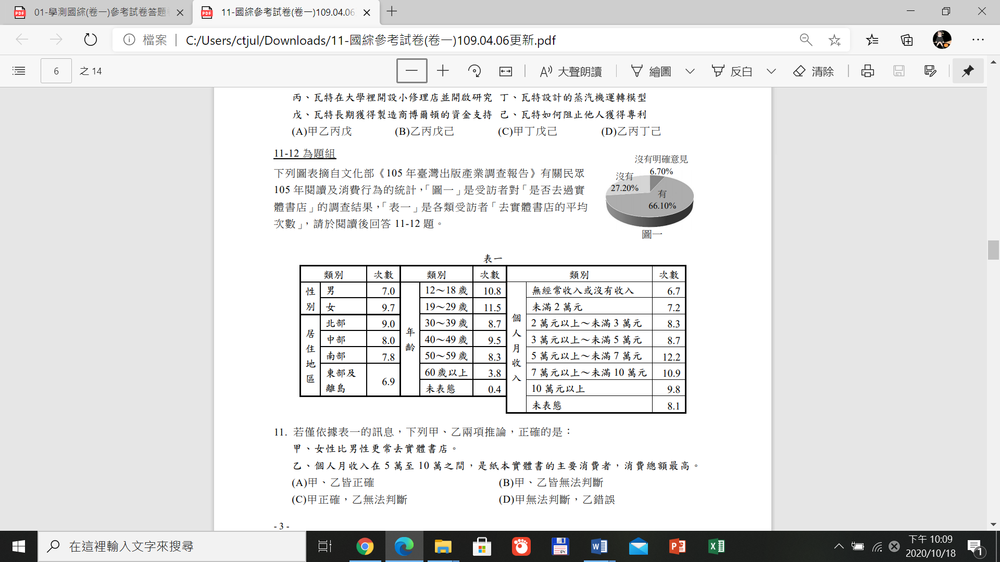 01-學測國綜(卷一)參考試卷答題
11-國綜參考試卷(卷一)109.04.06
檔案 C:/Users/ctjul/Downloads/11-國綜參考試卷(卷一)109.04.06更新.pdf
6 之 14 大聲朗讀 繪圖 反白 清除
丙、瓦特在大學裡開設小修理店並開啟研究 丁、瓦特設計的蒸汽機運轉模型
戊、瓦特長期獲得製造商博爾頓的資金支持 己、瓦特如何阻止他人獲得專利
(A)甲乙丙戊 (B)乙丙戊己 (C)甲丁戊己 (D)乙丙丁己
11-12 為題組
下列圖表摘自文化部《105 年臺灣出版產業調查報告》有關民眾
105 年閱讀及消費行為的統計,「圖一」是受訪者對「是否去過實
體書店」的調查結果,「表一」是各類受訪者「去實體書店的平均
次數」,請於閱讀後回答 11-12 題。
沒有明確意見
6.70%
沒有
27.20%
有
66.10%
圖一
表一
類別 次數 類別 次數 類別 次數
性別 男 7.0 年齡 12～18 歲 10.8 個人月收入 無經常收入或沒有收入 6.7
女 9.7 19～29 歲 11.5 未滿 2 萬元 7.2
居住地區 北部 9.0 30～39 歲 8.7 2 萬元以上～未滿 3 萬元 8.3
中部 8.0 40～49 歲 9.5 3 萬元以上～未滿 5 萬元 8.7
南部 7.8 50～59 歲 8.3 5 萬元以上～未滿 7 萬元 12.2
東部及離島 6.9 60 歲以上 3.8 7 萬元以上～未滿 10 萬元 10.9
未表態 0.4 10 萬元以上 9.8
未表態 8.1
11. 若僅依據表一的訊息,下列甲、乙兩項推論,正確的是:
甲、女性比男性更常去實體書店。
乙、個人月收入在 5 萬至 10 萬之間,是紙本實體書的主要消費者,消費總額最高。
(A)甲、乙皆正確 (B)甲、乙皆無法判斷
(C)甲正確,乙無法判斷 (D)甲無法判斷,乙錯誤
- 3 -
在這裡輸入文字來搜尋
下午 10:09
2020/10/18
1